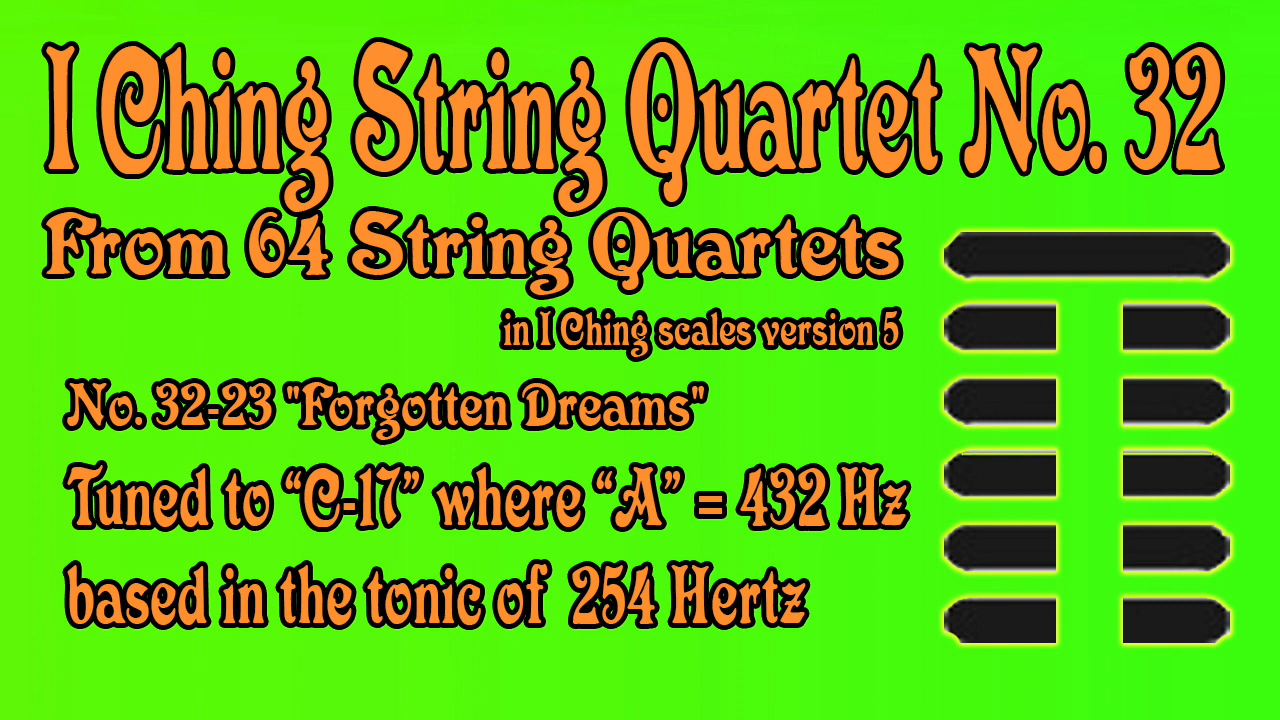 I Ching String Quartet No. 32
From 64 String Quartets
in I Ching scales version 5
No. 32-23 "Forgotten Dreams"
Tuned to “C-17” where “A” = 432 Hz
based in the tonic of 254 Hertz